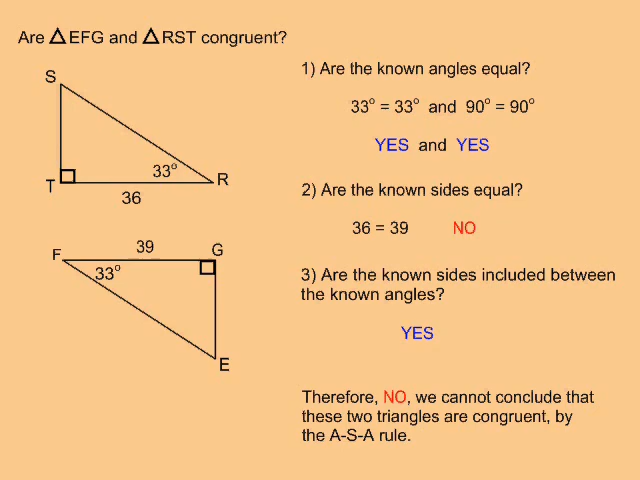 Are △EFG and △RST congruent?
S
33°
T
R
36
39
F
G
33°
E
1) Are the known angles equal?
33° = 33° and 90° = 90°
YES and YES
2) Are the known sides equal?
36 = 39 NO
3) Are the known sides included between
the known angles?
YES
Therefore, NO, we cannot conclude that
these two triangles are congruent, by
the A-S-A rule.